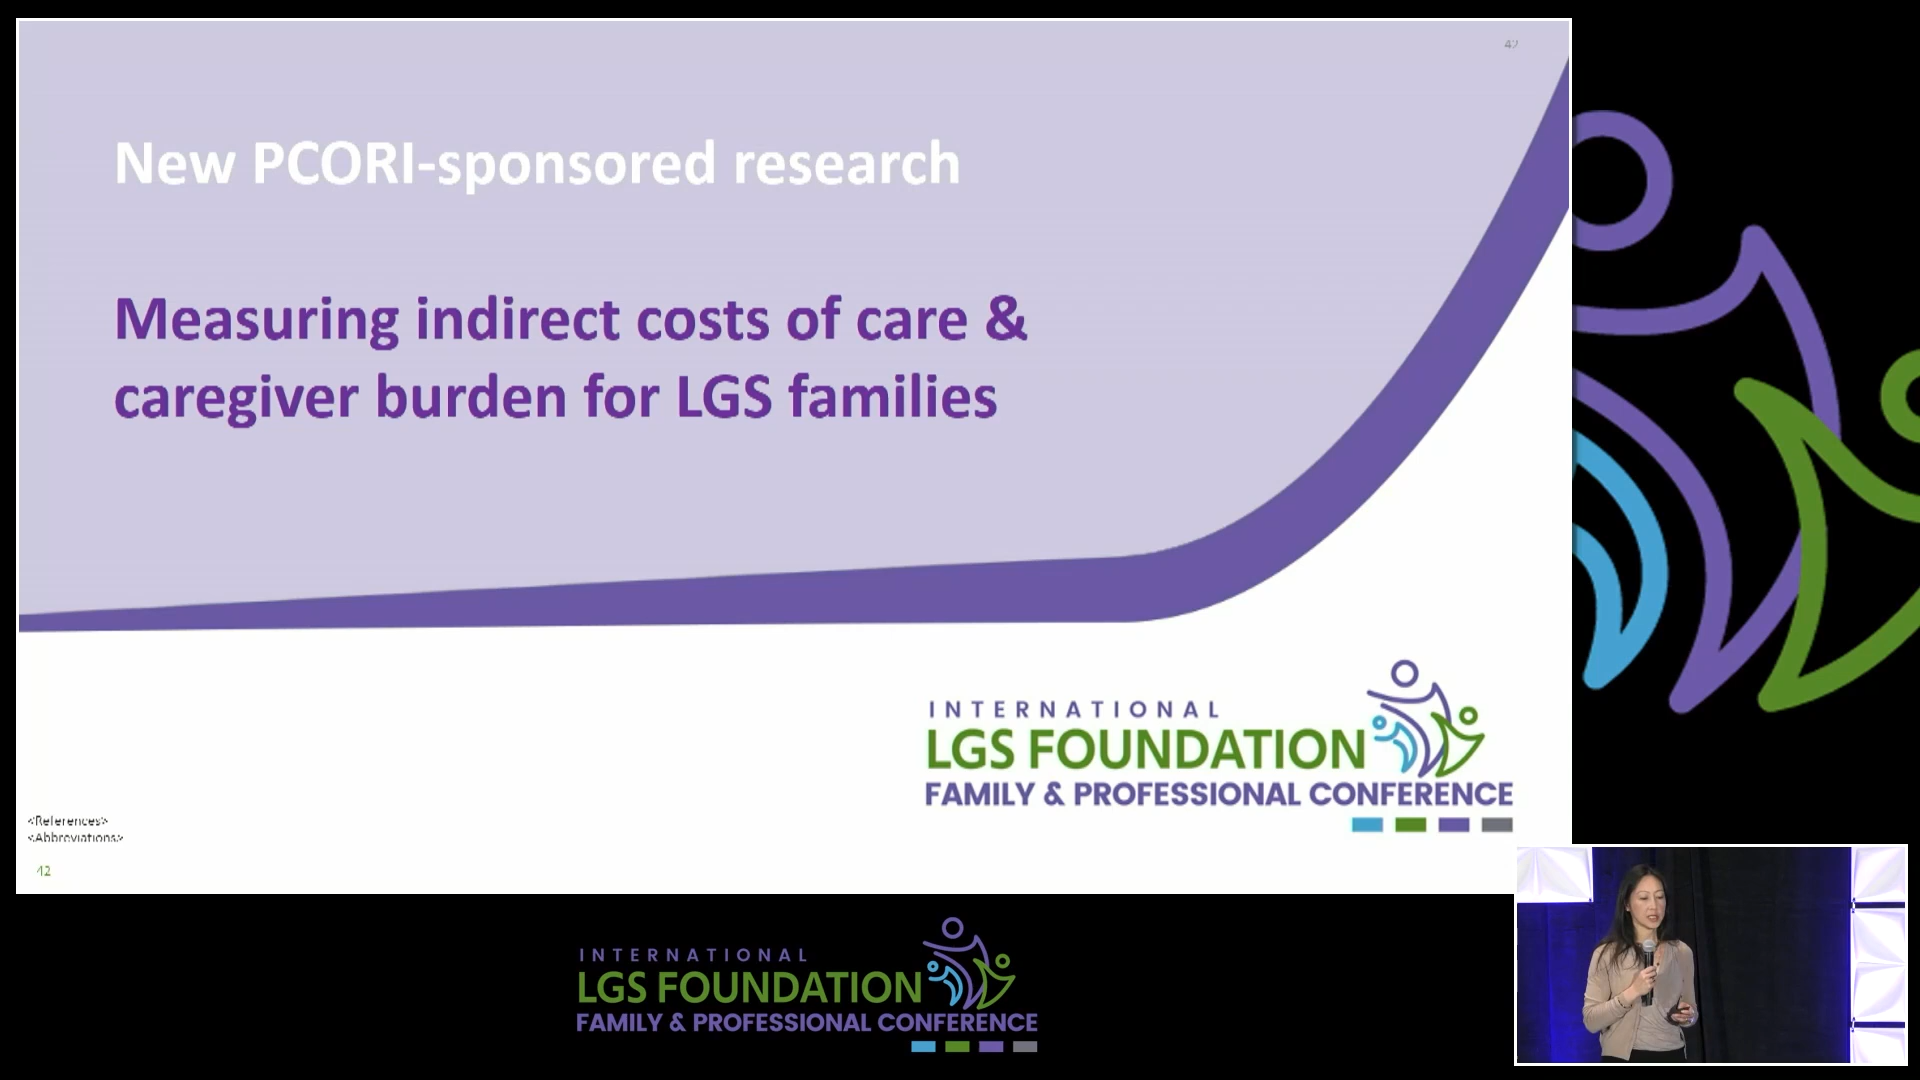 42
New PCORI-sponsored research
Measuring indirect costs of care &
caregiver burden for LGS families
INTERNATIONAL
LGS FOUNDATION
FAMILY & PROFESSIONAL CONFERENCE
<References>
<Abbreviations>
42
INTERNATIONAL
LGS FOUNDATION
FAMILY & PROFESSIONAL CONFERENCE